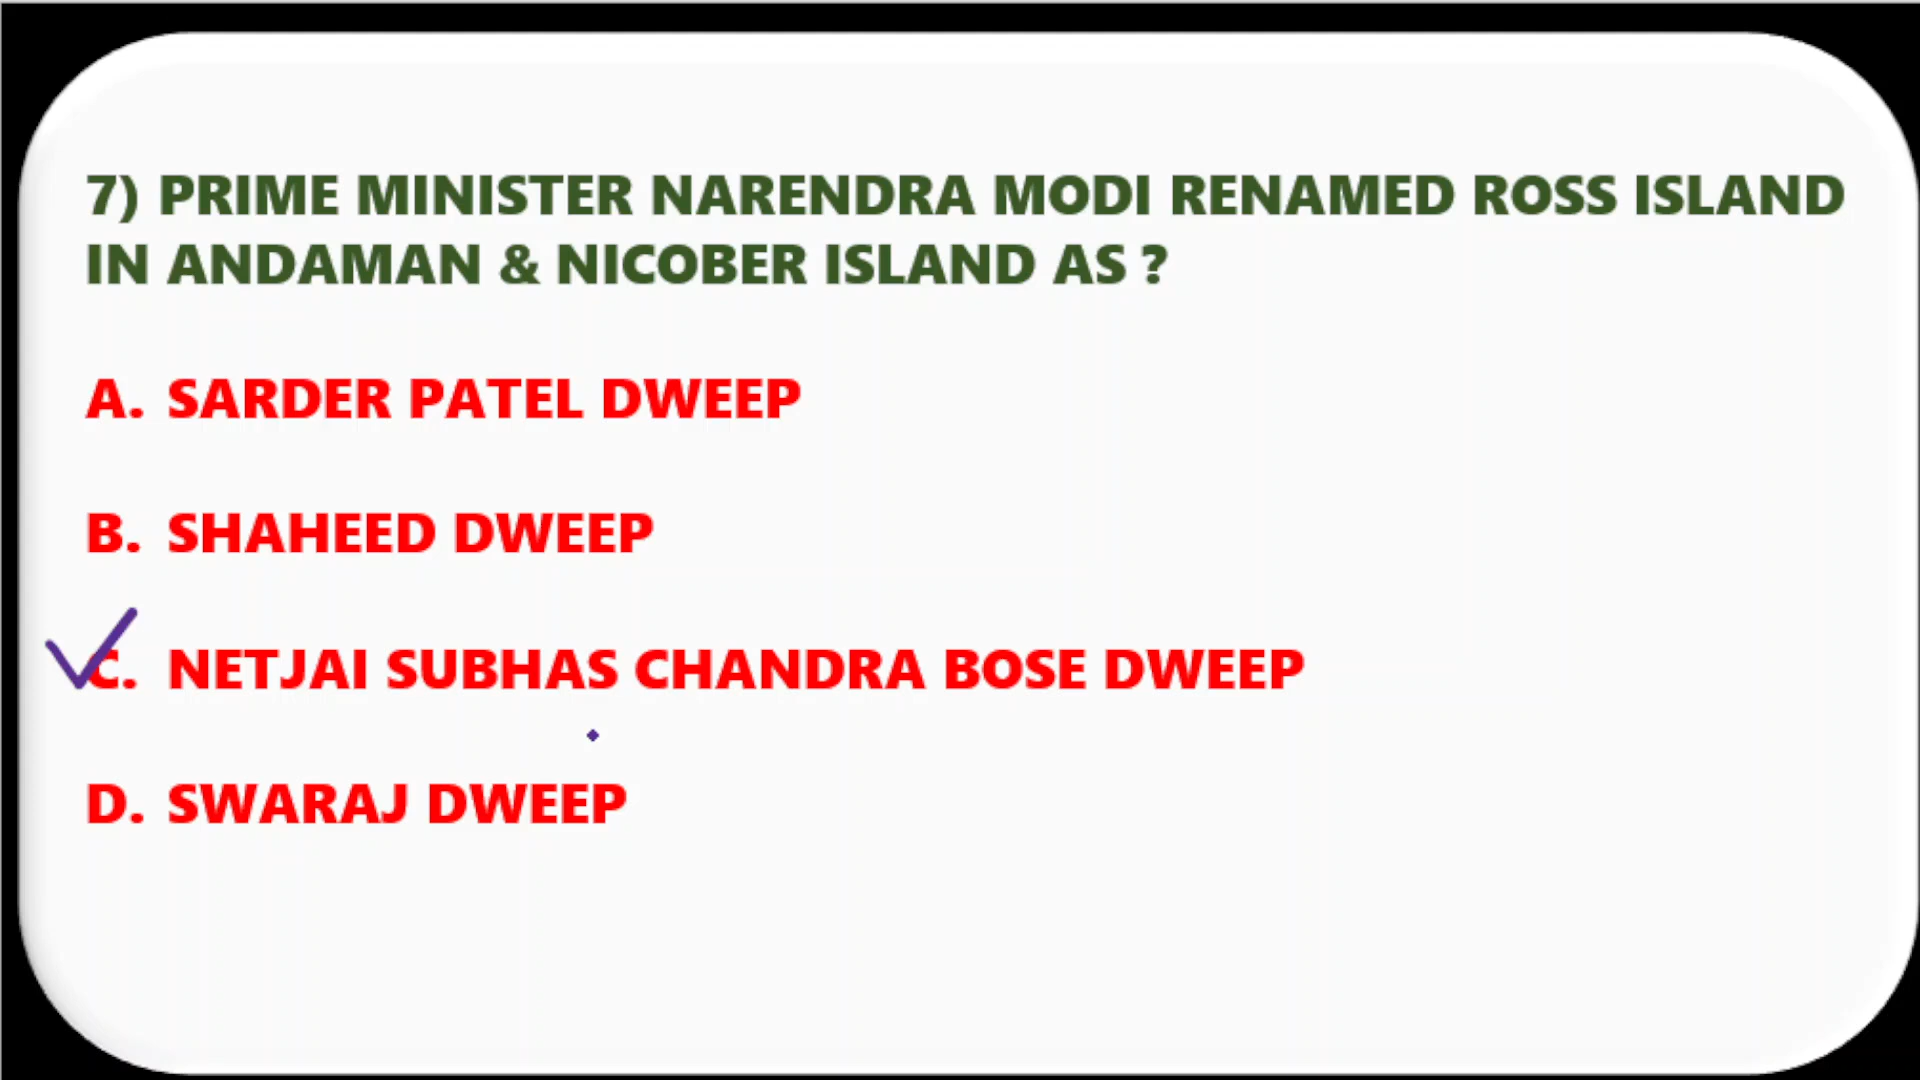 7) PRIME MINISTER NARENDRA MODI RENAMED ROSS ISLAND
IN ANDAMAN & NICOBER ISLAND AS ?
A. SARDER PATEL DWEEP
B. SHAHEED DWEEP
C. NETJAI SUBHAS CHANDRA BOSE DWEEP
D. SWARAJ DWEEP